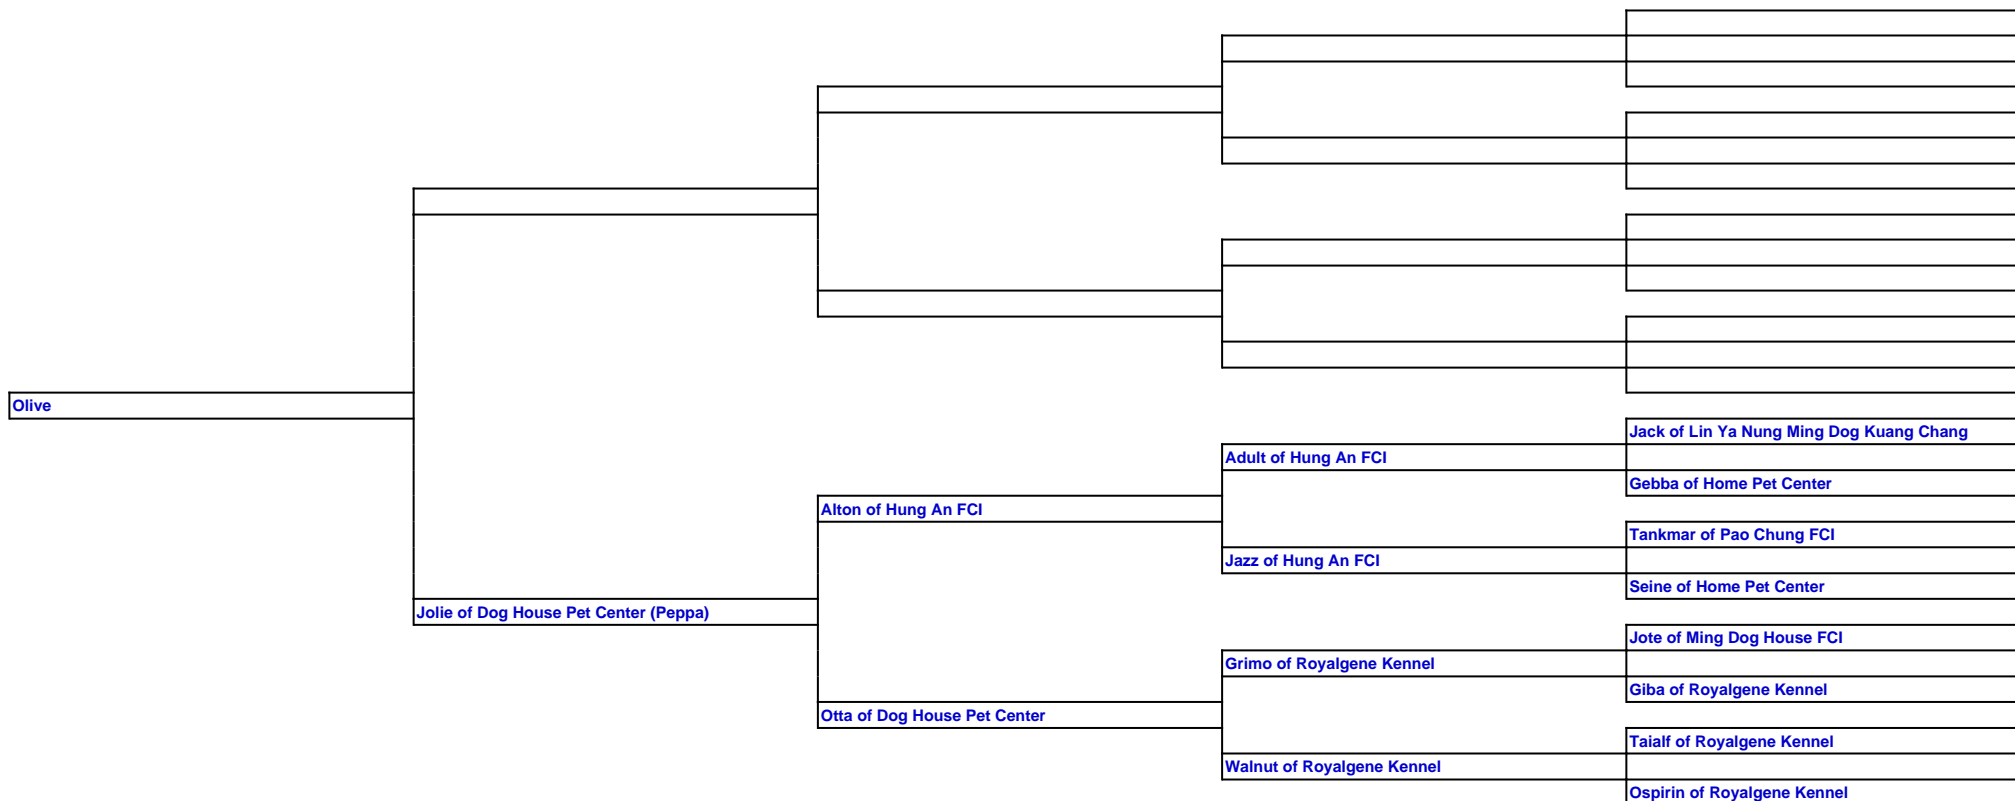 Olive
Jack of Lin Ya Nung Ming Dog Kuang Chang
Adult of Hung An FCI
Gebba of Home Pet Center
Alton of Hung An FCI
Tankmar of Pao Chung FCI
Jazz of Hung An FCI
Seine of Home Pet Center
Jolie of Dog House Pet Center (Peppa)
Jote of Ming Dog House FCI
Grimo of Royalgene Kennel
Giba of Royalgene Kennel
Otta of Dog House Pet Center
Taialf of Royalgene Kennel
Walnut of Royalgene Kennel
Ospirin of Royalgene Kennel